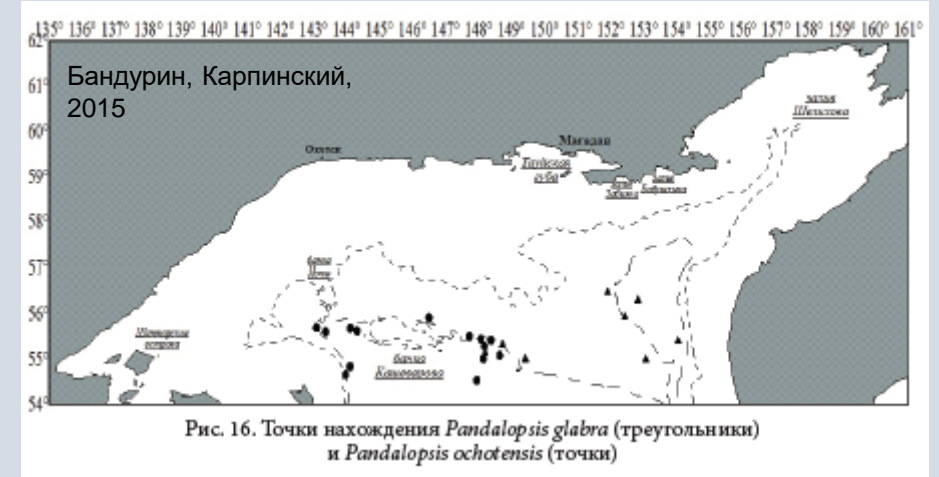 135° 136° 137° 138° 139° 140° 141° 142° 143° 144° 145° 146° 147° 148° 149° 150° 151° 152° 153° 154° 155° 156° 157° 158° 159° 160° 161°
62°
Бандурин, Карпинский,
2015
61°
залив
Шелихова
60°
Охотск
Магадан
59°
Тауйская
губа
58°
57°
банка
56°
Шантарские
острова
55°
банка
Кашеварова
54°
Рис. 16. Точки нахождения Pandalopsis glabra (треугольники)
и Pandalopsis ochotensis (точки)